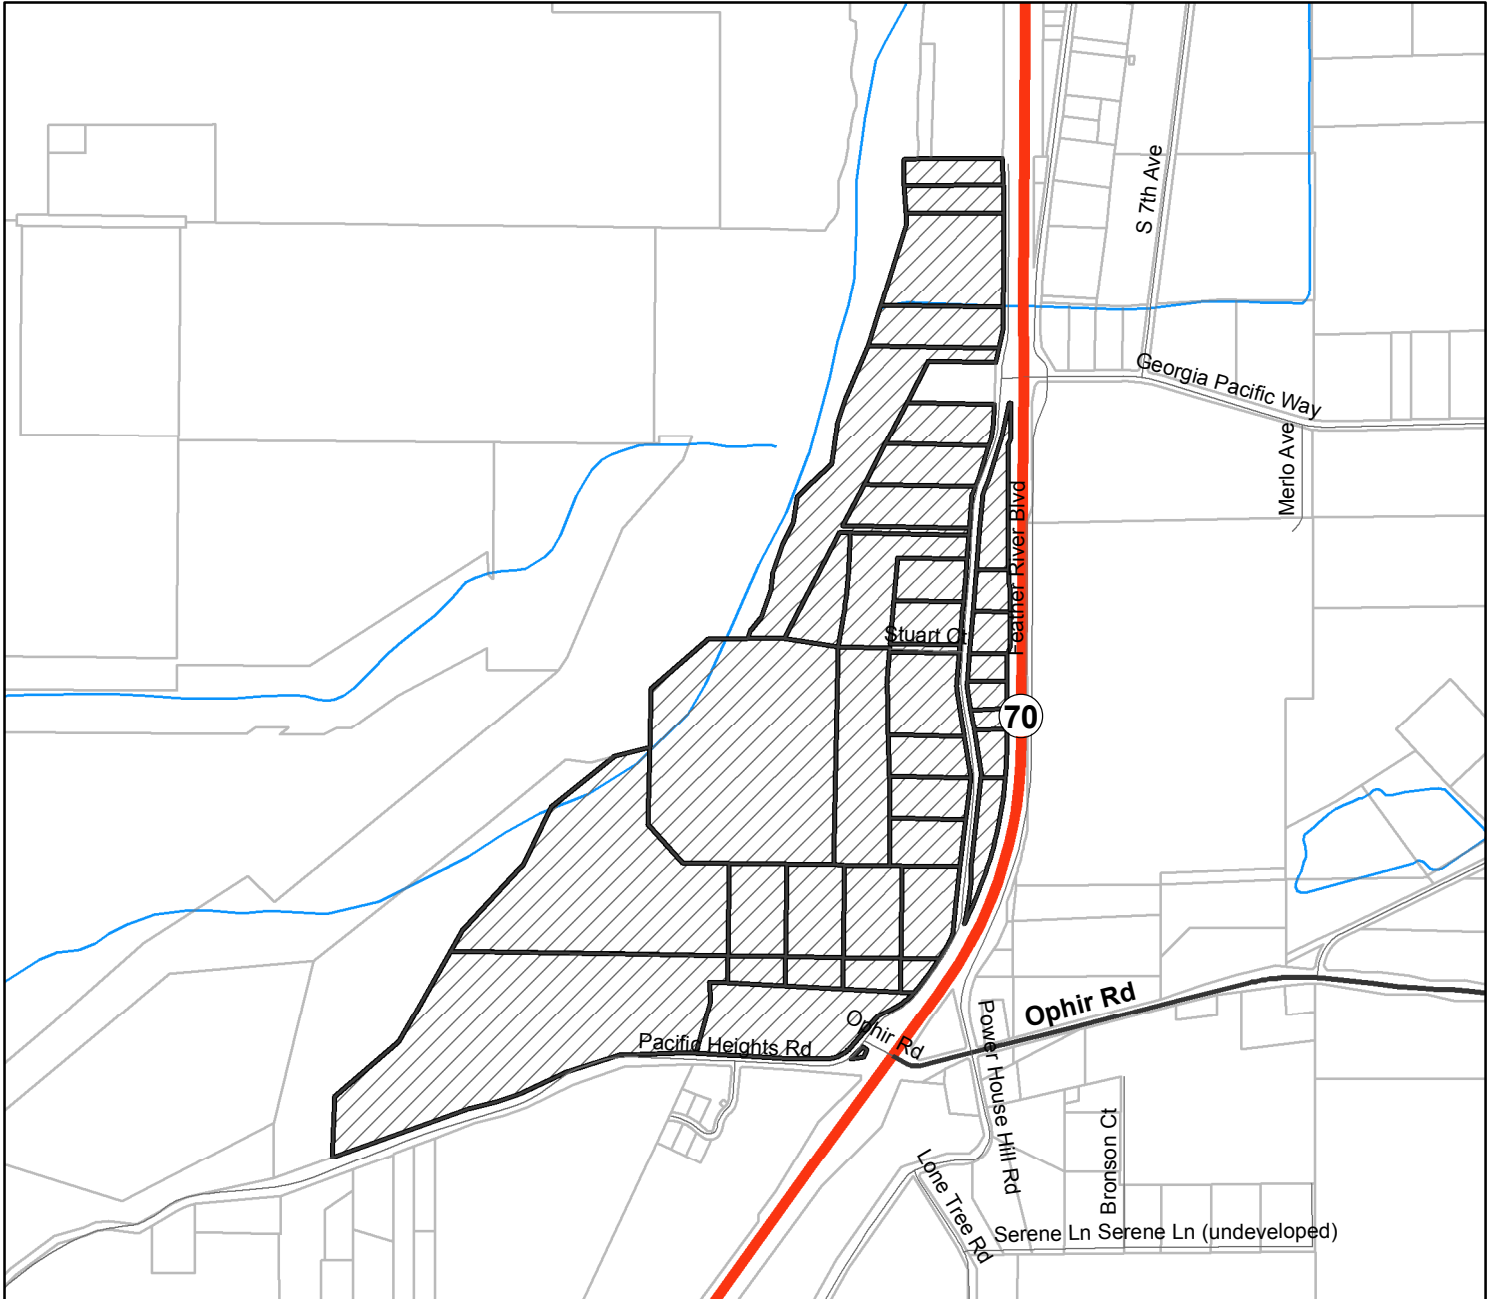 S 7th Ave
Georgia Pacific Way
Merlo Ave
Feather River Blvd
Stuart Ct
70
Ophir Rd
Ophir Rd
Pacific Heights Rd
Power House Hill Rd
Bronson Ct
Lone Tree Rd
Serene Ln Serene Ln (undeveloped)